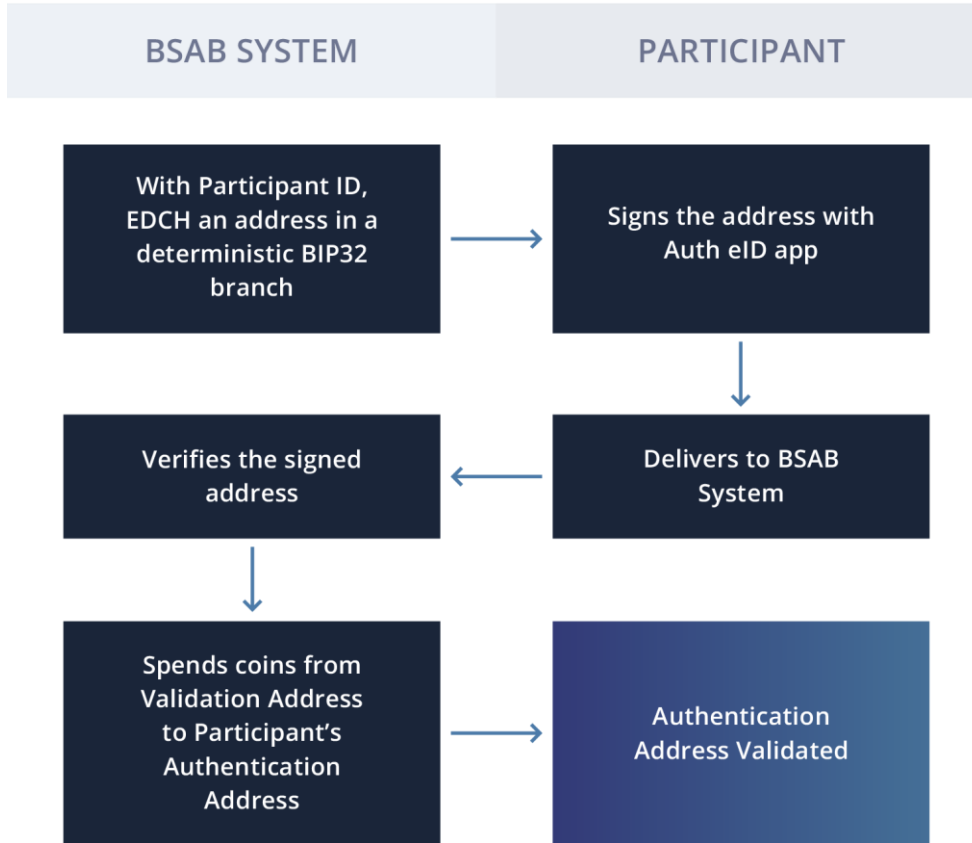 BSAB SYSTEM
PARTICIPANT
With Participant ID,
EDCH an address in a
deterministic BIP32
branch
Signs the address with
Auth eID app
Delivers to BSAB
System
Verifies the signed
address
Spends coins from
Validation Address
to Participant’s
Authentication
Address
Authentication
Address Validated